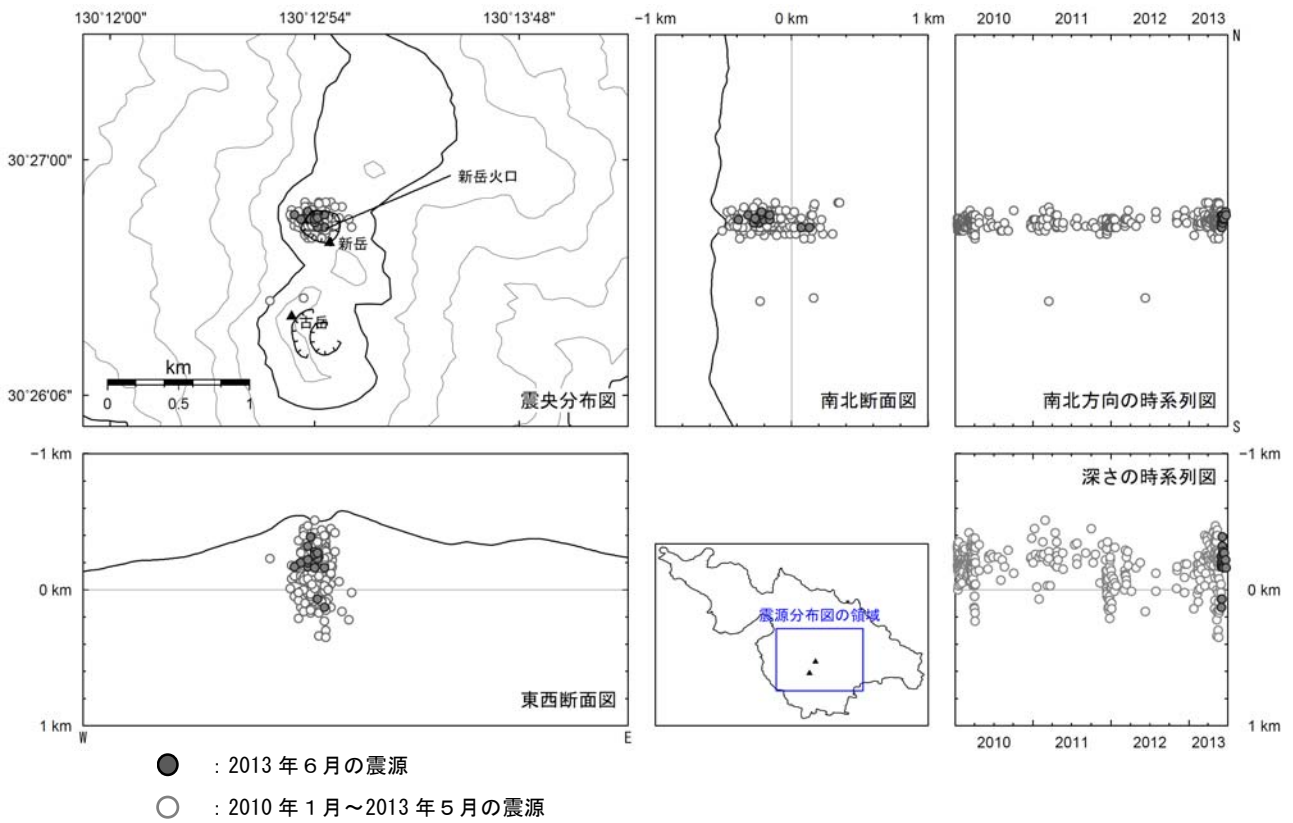 130°12'00"
130°12'54"
130°13'48"
30°27'00"
30°26'06"
新岳火口
新岳
古岳
km
0 0.5 1
震央分布図
−1 km 0 km 1 km
南北断面図
2010 2011 2012 2013
N
S
南北方向の時系列図
−1 km
0 km
1 km
W
E
東西断面図
震源分布図の領域
深さの時系列図
−1 km
0 km
1 km
2010 2011 2012 2013
：2013 年６月の震源
：2010 年１月～2013 年５月の震源